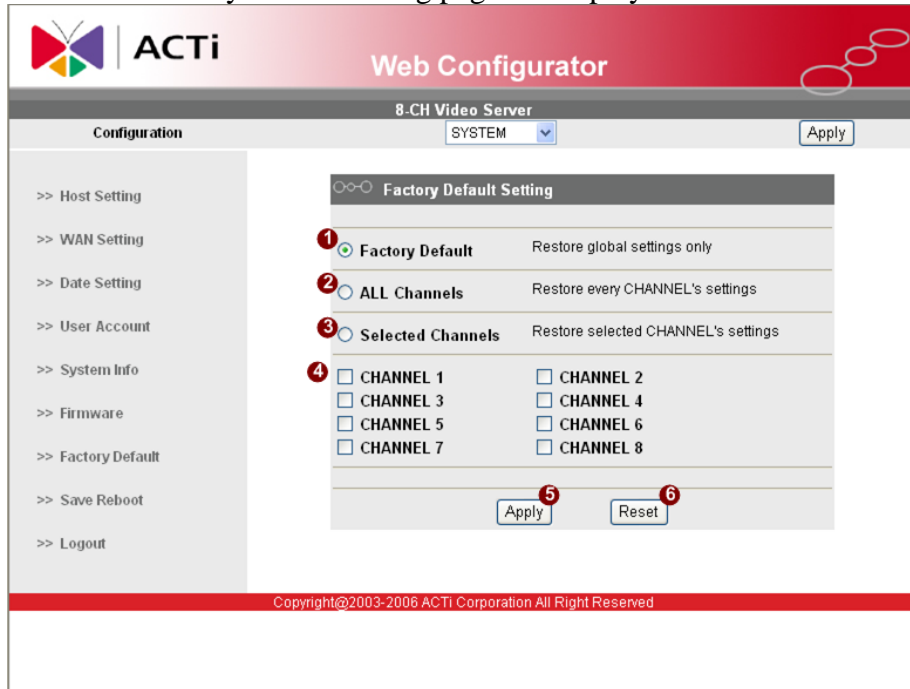 ACTi
Web Configurator
8-CH Video Server
Configuration SYSTEM Apply
>> Host Setting
>> WAN Setting
>> Date Setting
>> User Account
>> System Info
>> Firmware
>> Factory Default
>> Save Reboot
>> Logout
Factory Default Setting
1 Factory Default Restore global settings only
2 ALL Channels Restore every CHANNEL's settings
3 Selected Channels Restore selected CHANNEL's settings
4 CHANNEL 1 CHANNEL 2
CHANNEL 3 CHANNEL 4
CHANNEL 5 CHANNEL 6
CHANNEL 7 CHANNEL 8
5 6
Apply Reset
Copyright@2003-2006 ACTi Corporation All Right Reserved